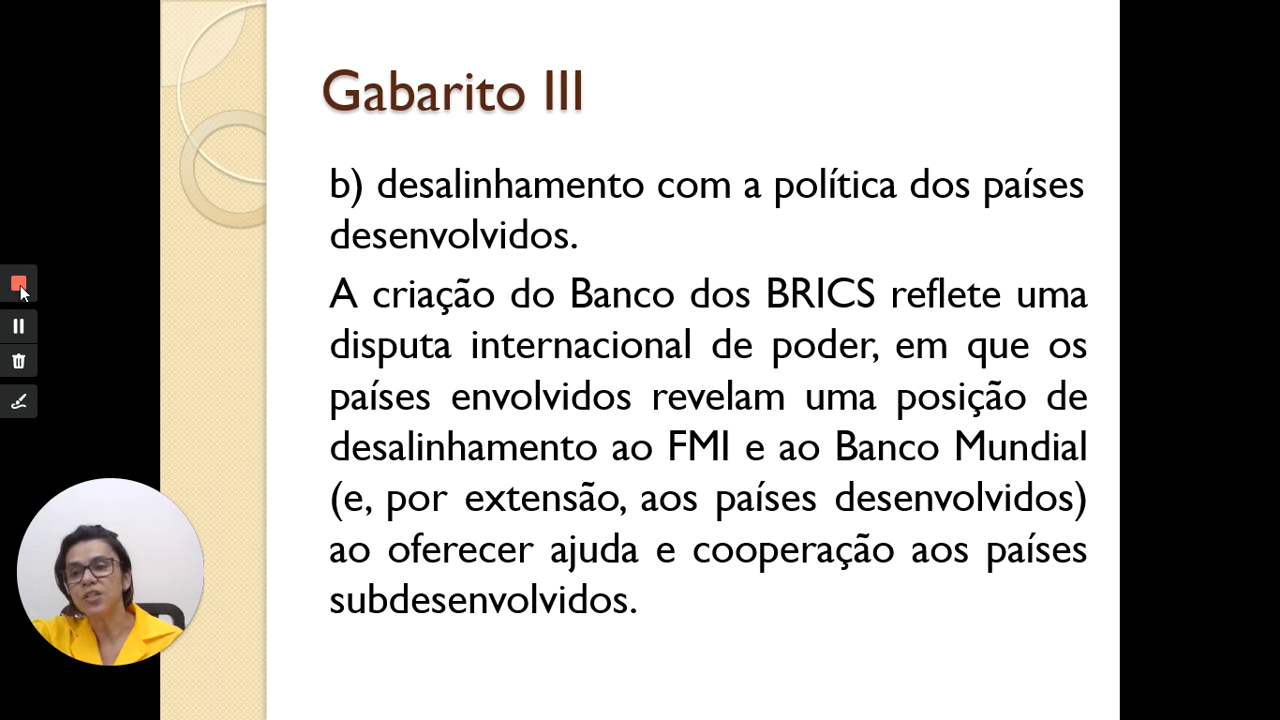 Gabarito III
b) desalinhamento com a política dos países
desenvolvidos.
A criação do Banco dos BRICS reflete uma
disputa internacional de poder, em que os
países envolvidos revelam uma posição de
desalinhamento ao FMI e ao Banco Mundial
(e, por extensão, aos países desenvolvidos)
ao oferecer ajuda e cooperação aos países
subdesenvolvidos.